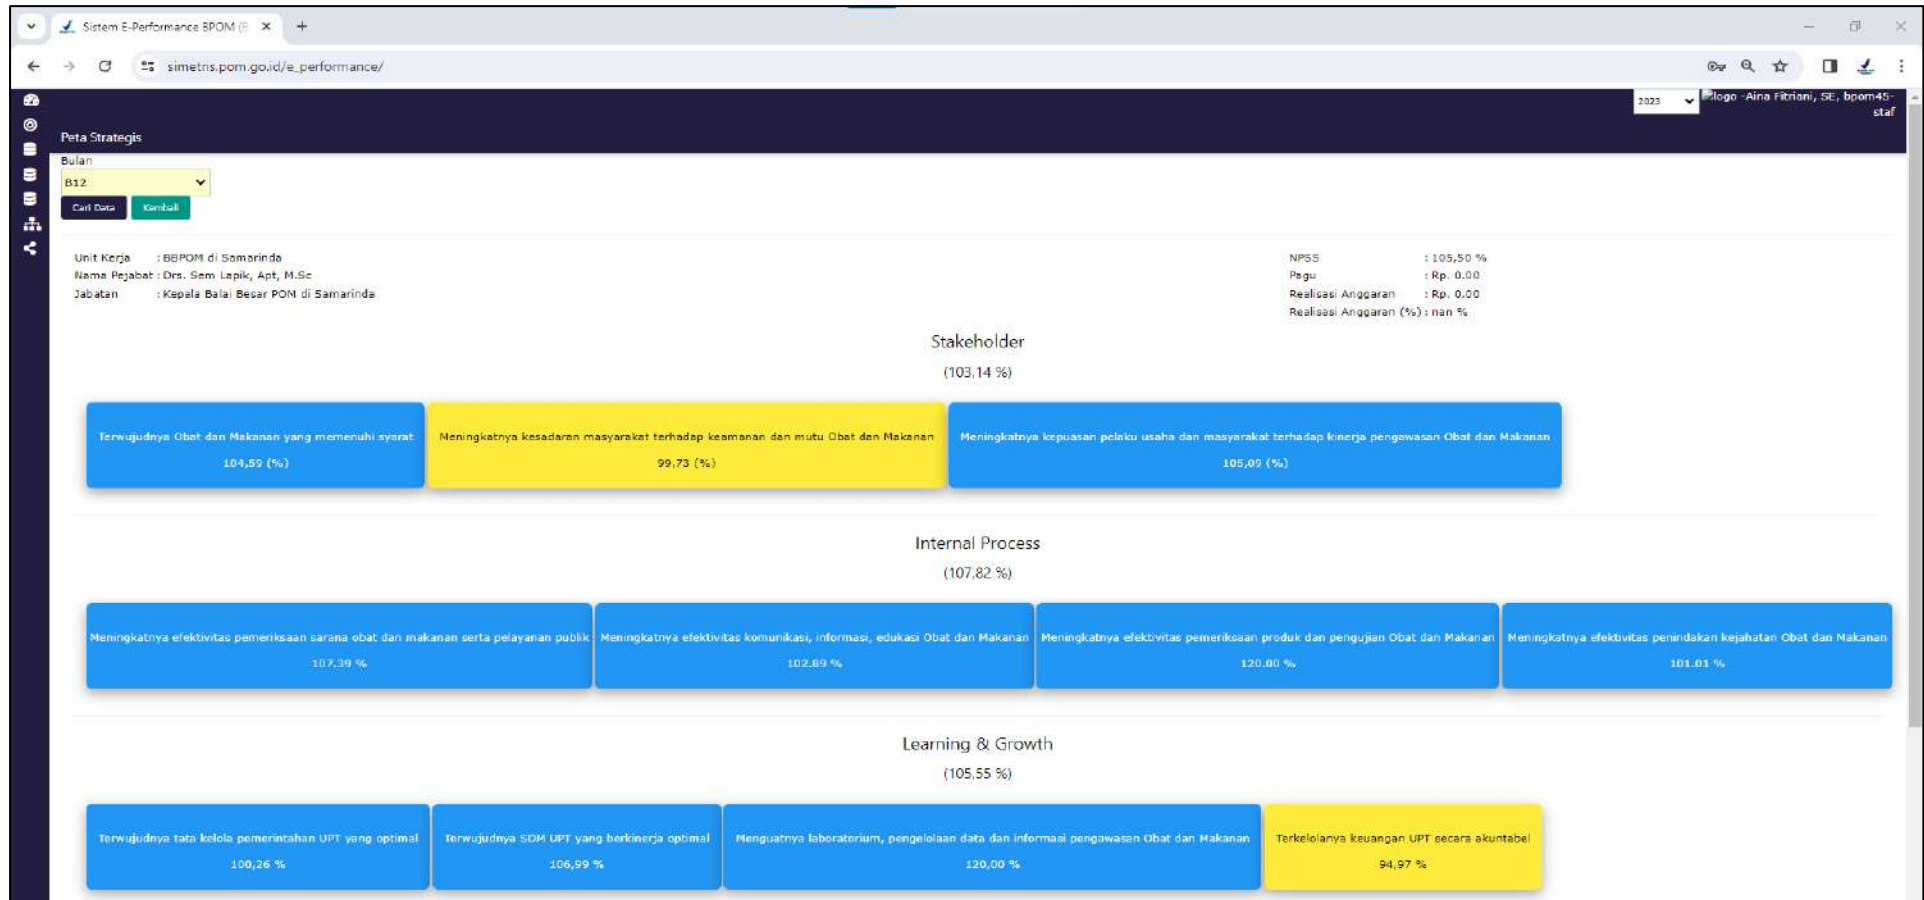 Sistem E-Performance BPOM (B
simetris.pom.go.id/e_performance/
2023
logo -Aina Fitriani, SE, bpom45-
staf
Peta Strategis
Bulan
B12
Cari Data Kembali
Unit Kerja : BBPOM di Samarinda
Nama Pejabat : Drs. Sem Lapik, Apt, M.Sc
Jabatan : Kepala Balai Besar POM di Samarinda
NPSS : 105,50 %
Pagu : Rp. 0.00
Realisasi Anggaran : Rp. 0.00
Realisasi Anggaran (%) : nan %
Stakeholder
(103,14 %)
Terwujudnya Obat dan Makanan yang memenuhi syarat
104,59 (%)
Meningkatnya kesadaran masyarakat terhadap keamanan dan mutu Obat dan Makanan
99,73 (%)
Meningkatnya kepuasan pelaku usaha dan masyarakat terhadap kinerja pengawasan Obat dan Makanan
105,09 (%)
Internal Process
(107,82 %)
Meningkatnya efektivitas pemeriksaan sarana obat dan makanan serta pelayanan publik
107.39 %
Meningkatnya efektivitas komunikasi, informasi, edukasi Obat dan Makanan
102.89 %
Meningkatnya efektivitas pemeriksaan produk dan pengujian Obat dan Makanan
120.00 %
Meningkatnya efektivitas penindakan kejahatan Obat dan Makanan
101.01 %
Learning & Growth
(105,55 %)
Terwujudnya tata kelola pemerintahan UPT yang optimal
100,26 %
Terwujudnya SDM UPT yang berkinerja optimal
106,99 %
Menguatnya laboratorium, pengelolaan data dan informasi pengawasan Obat dan Makanan
120,00 %
Terkelolanya keuangan UPT secara akuntabel
94,97 %